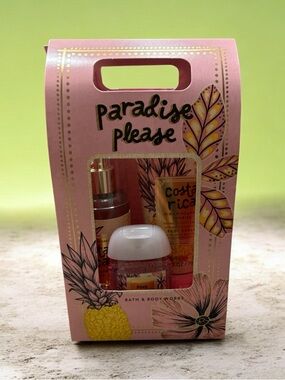 paradise
please
costa
rica
BATH & BODY WORKS